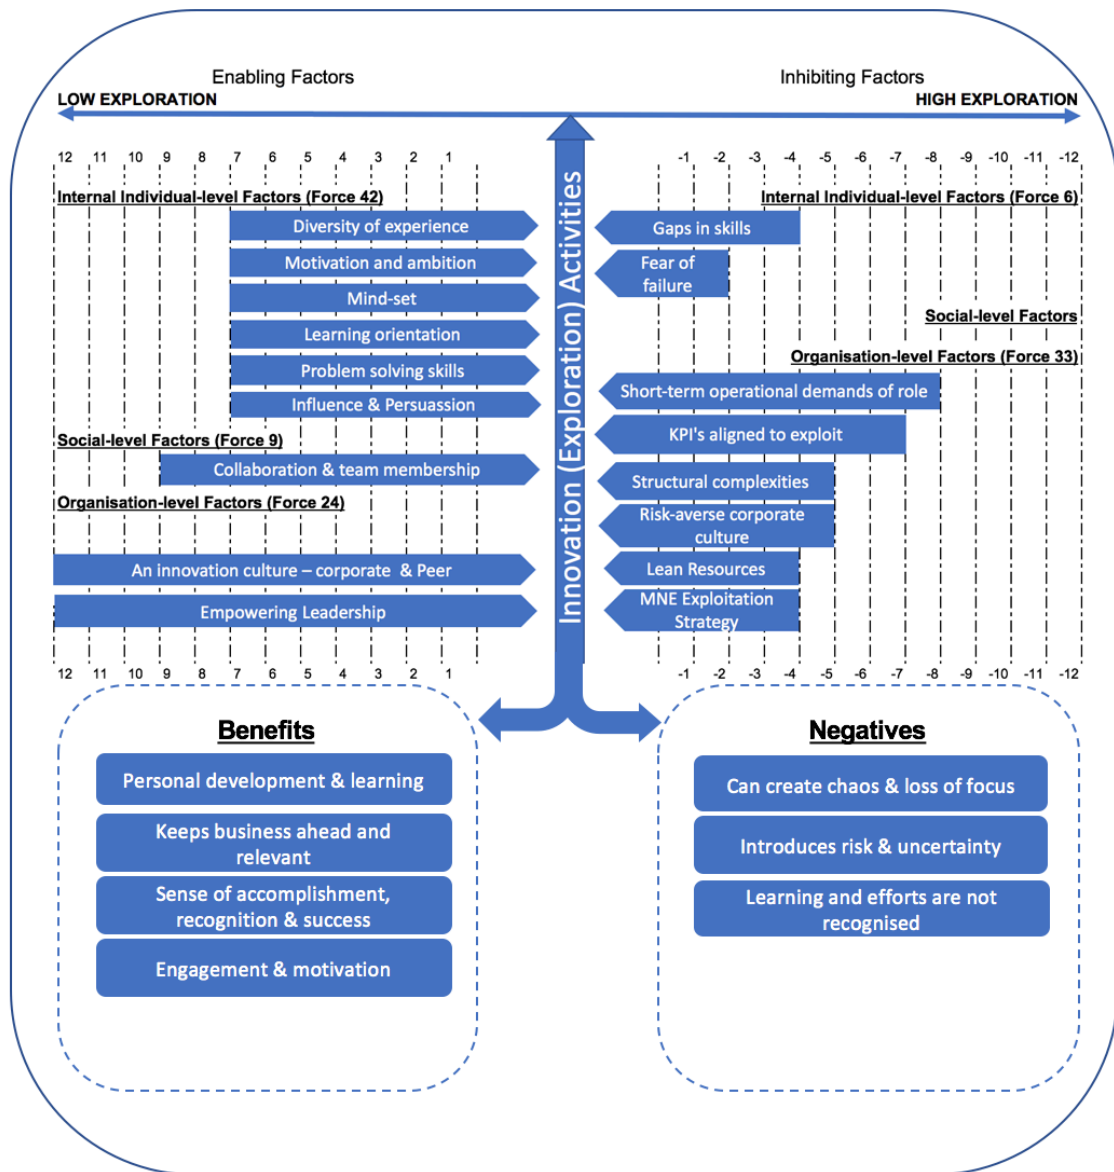 Enabling Factors
Inhibiting Factors
LOW EXPLORATION
HIGH EXPLORATION
12 11 10 9 8 7 6 5 4 3 2 1
-1 -2 -3 -4 -5 -6 -7 -8 -9 -10 -11 -12
Internal Individual-level Factors (Force 42)
Diversity of experience
Motivation and ambition
Mind-set
Learning orientation
Problem solving skills
Influence & Persuassion
Social-level Factors (Force 9)
Collaboration & team membership
Organisation-level Factors (Force 24)
An innovation culture – corporate & Peer
Empowering Leadership
12 11 10 9 8 7 6 5 4 3 2 1
Innovation (Exploration) Activities
Internal Individual-level Factors (Force 6)
Gaps in skills
Fear of
failure
Social-level Factors
Organisation-level Factors (Force 33)
Short-term operational demands of role
KPI's aligned to exploit
Structural complexities
Risk-averse corporate
culture
Lean Resources
MNE Exploitation
Strategy
-1 -2 -3 -4 -5 -6 -7 -8 -9 -10 -11 -12
Benefits
Personal development & learning
Keeps business ahead and
relevant
Sense of accomplishment,
recognition & success
Engagement & motivation
Negatives
Can create chaos & loss of focus
Introduces risk & uncertainty
Learning and efforts are not
recognised